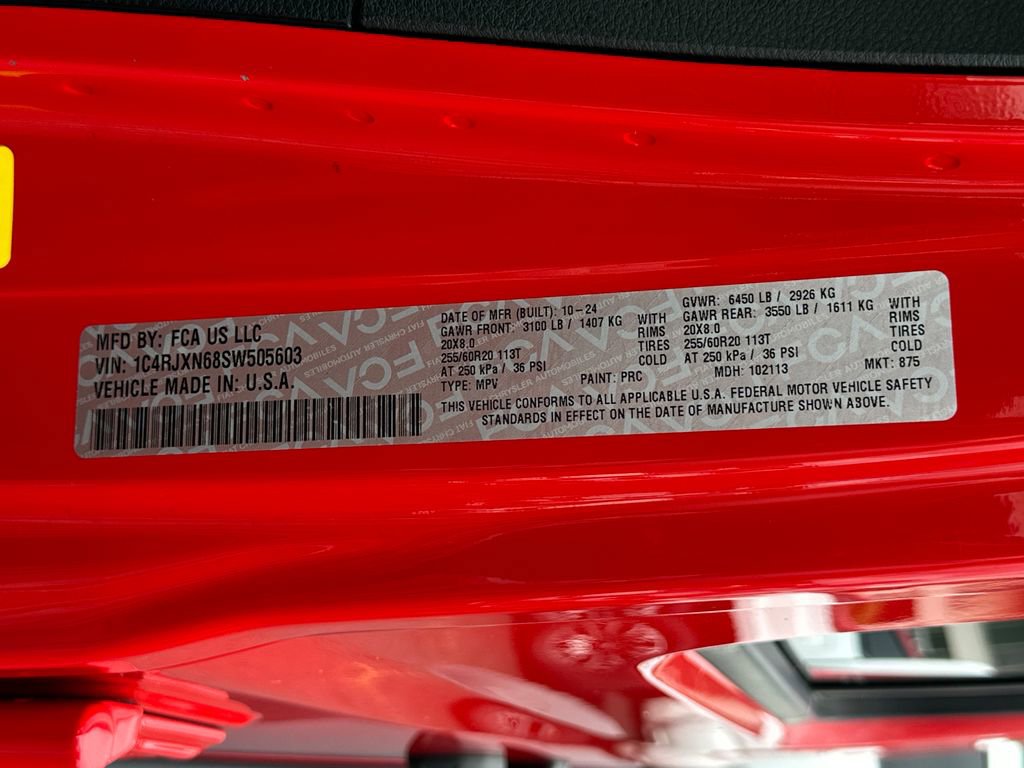 MFD BY: FCA US LLC
VIN: 1C4RJXN68SW505603
VEHICLE MADE IN: U.S.A.
DATE OF MFR (BUILT): 10-24
GAWR FRONT: 3100 LB / 1407 KG WITH
20X8.0 RIMS
255/60R20 113T TIRES
AT 250 kPa / 36 PSI COLD
TYPE: MPV
PAINT: PRC
GVWR: 6450 LB / 2926 KG
GAWR REAR: 3550 LB / 1611 KG WITH
20X8.0 RIMS
255/60R20 113T TIRES
AT 250 kPa / 36 PSI COLD
MDH: 102113
MKT: 875
THIS VEHICLE CONFORMS TO ALL APPLICABLE U.S.A. FEDERAL MOTOR VEHICLE SAFETY
STANDARDS IN EFFECT ON THE DATE OF MANUFACTURE SHOWN ABOVE.